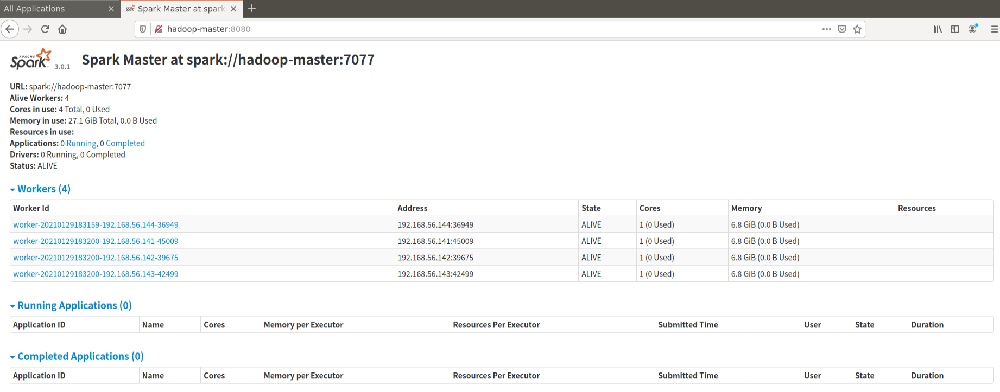 All Applications
Spark Master at spark
hadoop-master:8080
APACHE
Spark 3.0.1
Spark Master at spark://hadoop-master:7077
URL: spark://hadoop-master:7077
Alive Workers: 4
Cores in use: 4 Total, 0 Used
Memory in use: 27.1 GiB Total, 0.0 B Used
Resources in use:
Applications: 0 Running, 0 Completed
Drivers: 0 Running, 0 Completed
Status: ALIVE
Workers (4)
Worker Id Address State Cores Memory Resources
worker-20210129183159-192.168.56.144-36949 192.168.56.144:36949 ALIVE 1 (0 Used) 6.8 GiB (0.0 B Used)
worker-20210129183200-192.168.56.141-45009 192.168.56.141:45009 ALIVE 1 (0 Used) 6.8 GiB (0.0 B Used)
worker-20210129183200-192.168.56.142-39675 192.168.56.142:39675 ALIVE 1 (0 Used) 6.8 GiB (0.0 B Used)
worker-20210129183200-192.168.56.143-42499 192.168.56.143:42499 ALIVE 1 (0 Used) 6.8 GiB (0.0 B Used)
Running Applications (0)
Application ID Name Cores Memory per Executor Resources Per Executor Submitted Time User State Duration
Completed Applications (0)
Application ID Name Cores Memory per Executor Resources Per Executor Submitted Time User State Duration